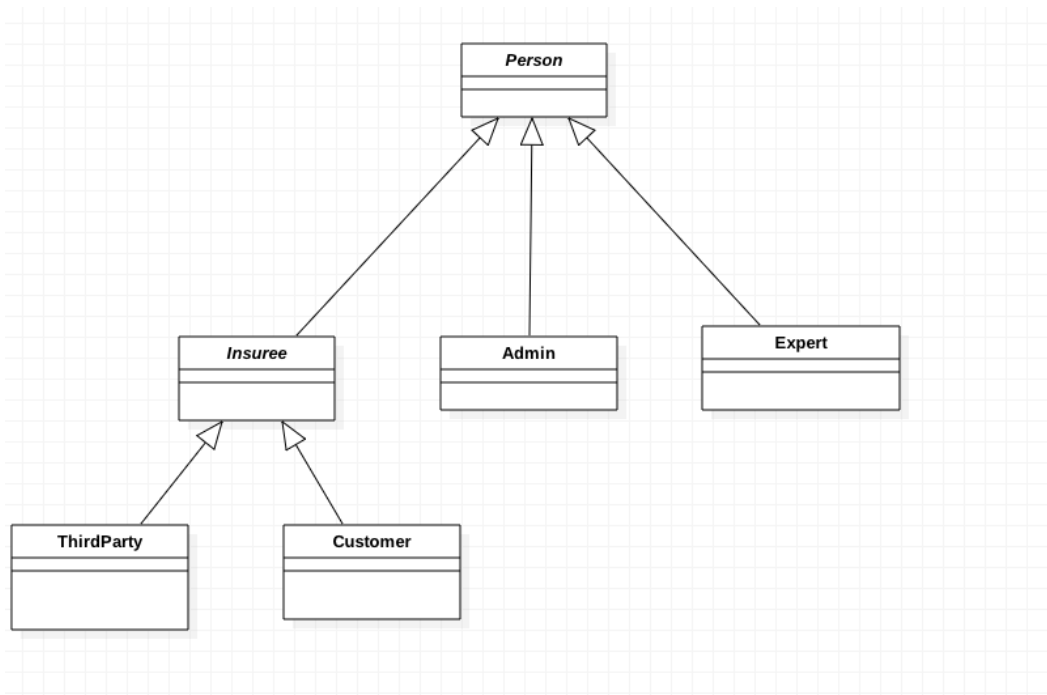 Person
Insuree
Admin
Expert
ThirdParty
Customer